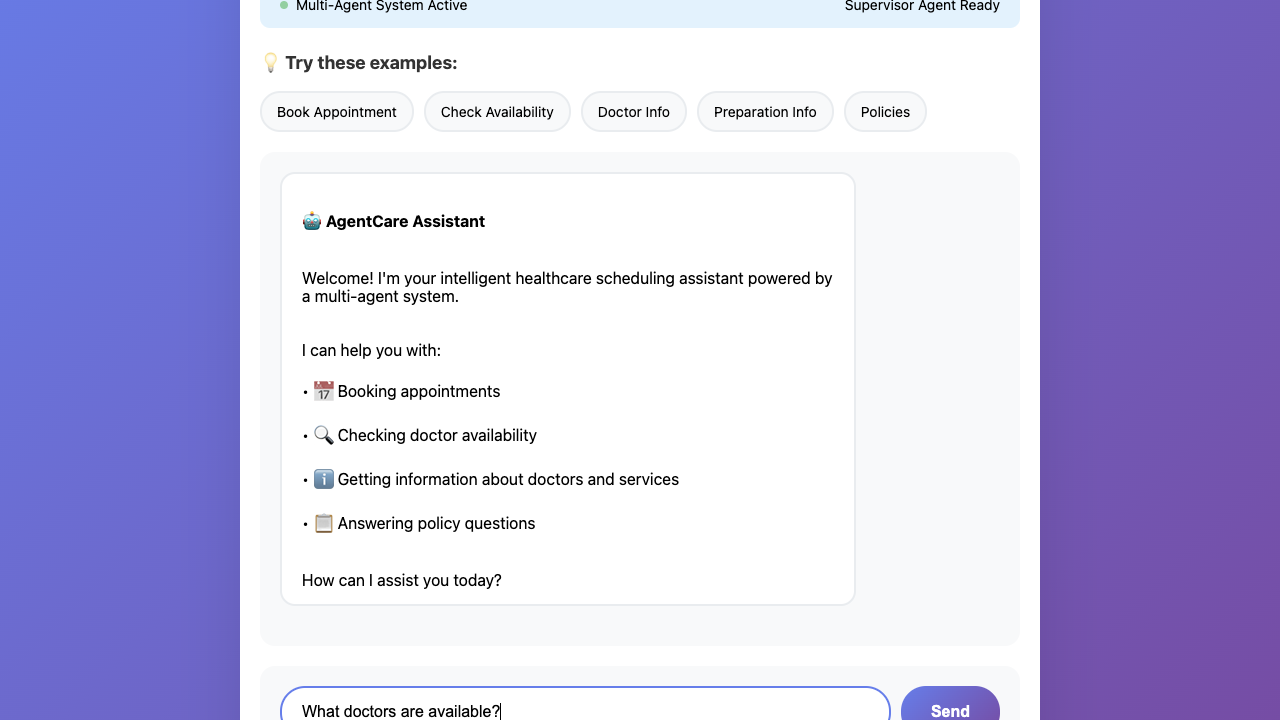 Multi-Agent System Active
Supervisor Agent Ready
💡 Try these examples:
Book Appointment
Check Availability
Doctor Info
Preparation Info
Policies
🤖 AgentCare Assistant
Welcome! I'm your intelligent healthcare scheduling assistant powered by
a multi-agent system.
I can help you with:
• 📅 Booking appointments
• 🔍 Checking doctor availability
• ℹ️ Getting information about doctors and services
• 📋 Answering policy questions
How can I assist you today?
What doctors are available?
Send